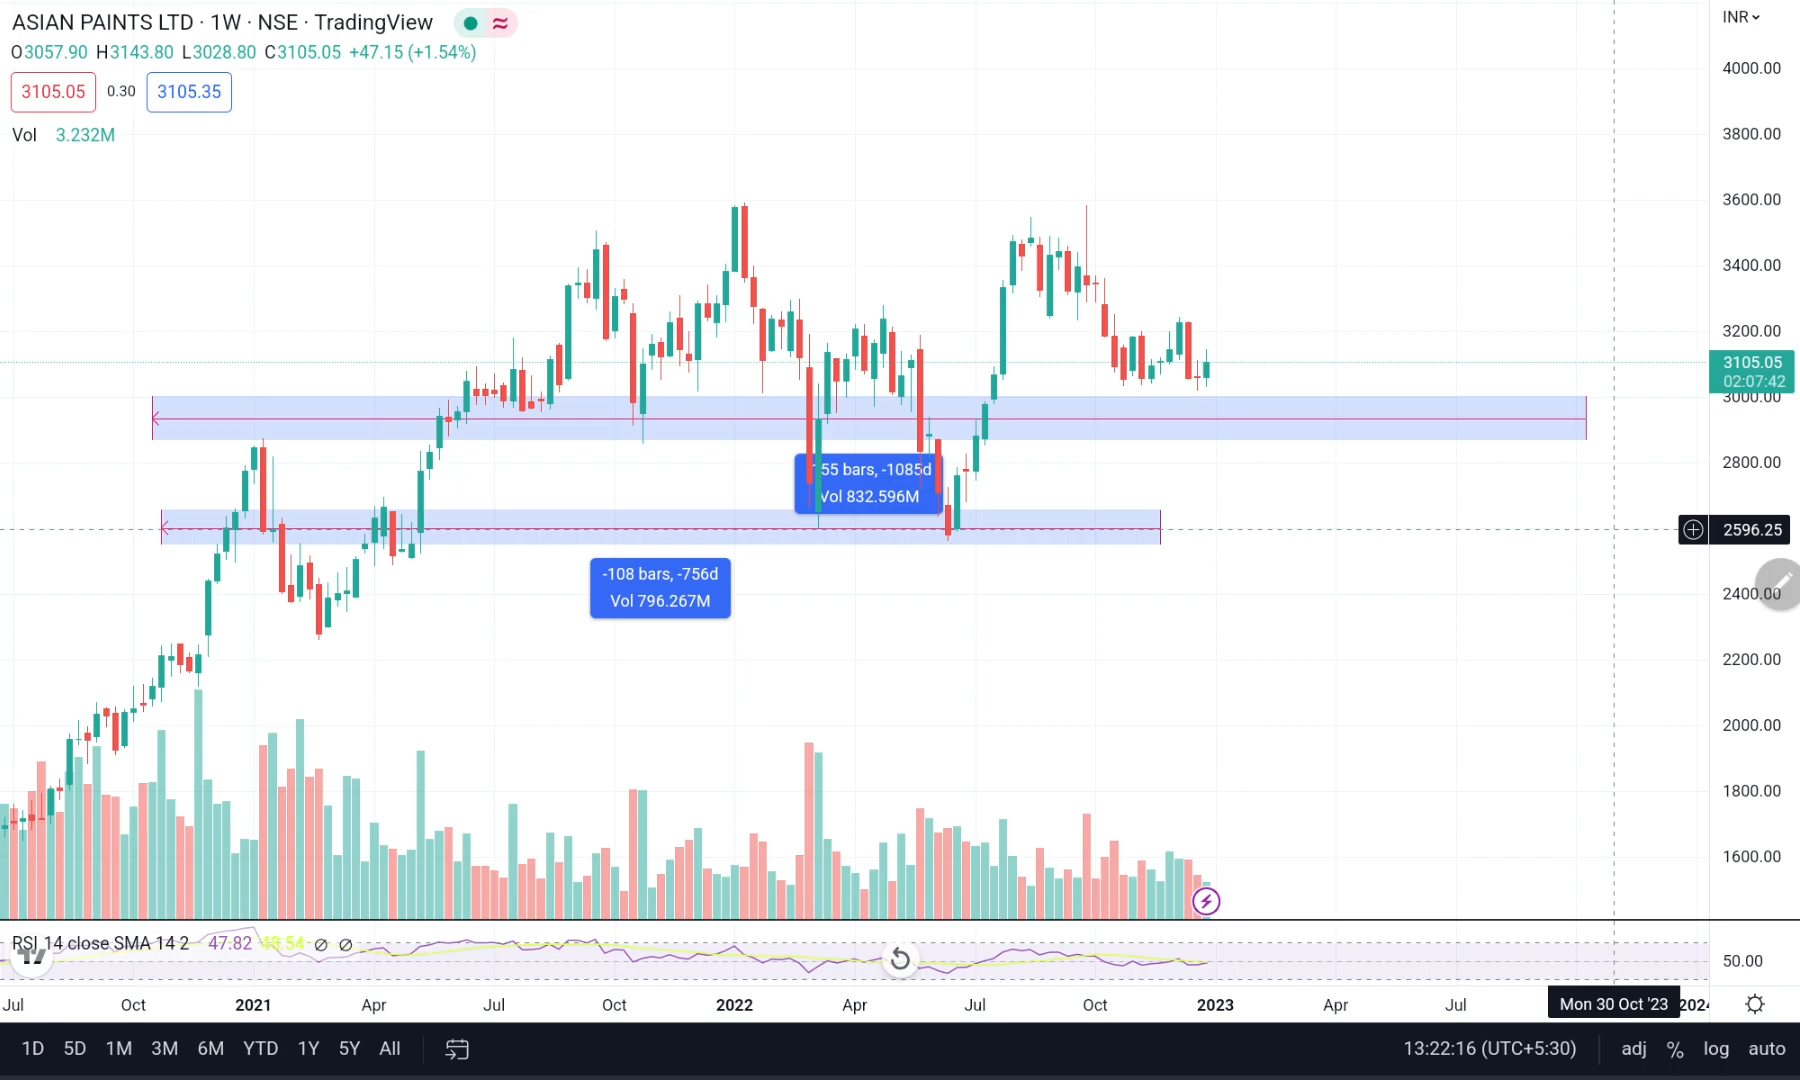 ASIAN PAINTS LTD · 1W · NSE · TradingView
O3057.90 H3143.80 L3028.80 C3105.05 +47.15 (+1.54%)
3105.05 0.30 3105.35
Vol 3.232M
INR
4000.00
3800.00
3600.00
3400.00
3200.00
3105.05
02:07:42
3000.00
2800.00
2596.25
2400.00
2200.00
2000.00
1800.00
1600.00
55 bars, -1085d
Vol 832.596M
-108 bars, -756d
Vol 796.267M
RSI 14 close SMA 14 2 47.82 ∅ ∅
50.00
Jul Oct 2021 Apr Jul Oct 2022 Apr Jul Oct 2023 Apr Jul Mon 30 Oct '23 2024
1D 5D 1M 3M 6M YTD 1Y 5Y All 13:22:16 (UTC+5:30) adj % log auto